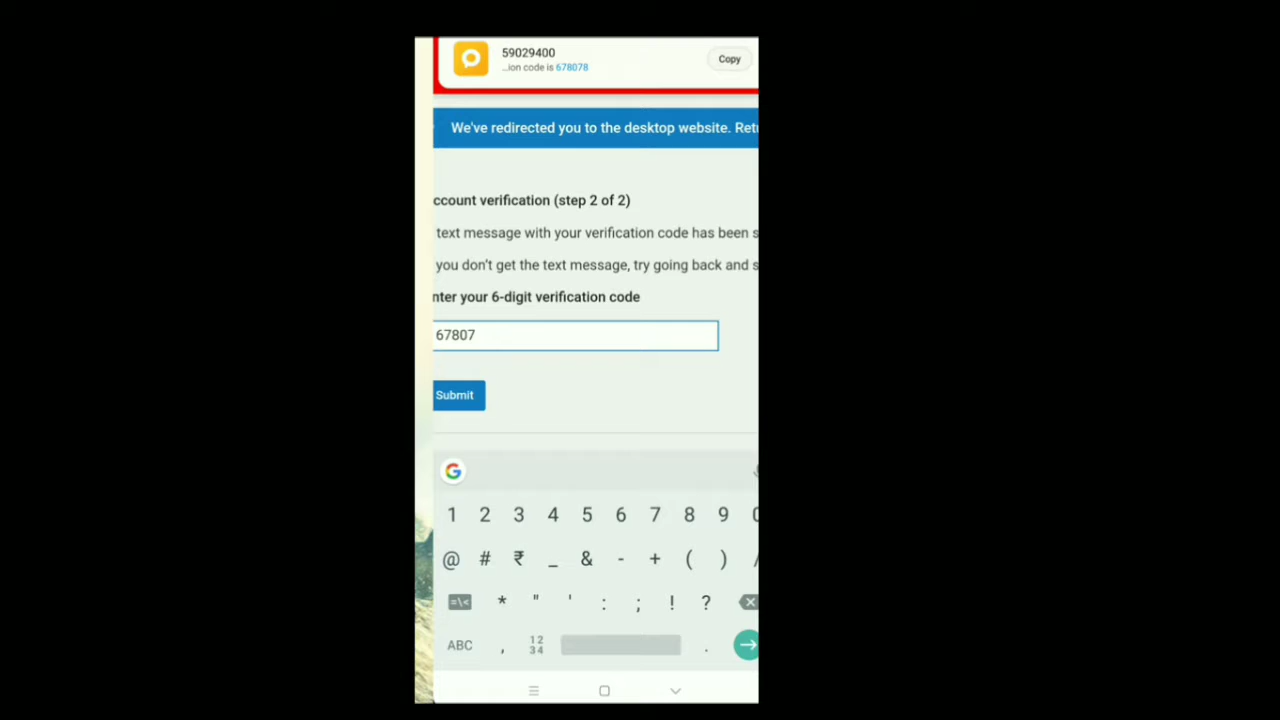 59029400
...ion code is 678078
Copy
We've redirected you to the desktop website. Retu
ccount verification (step 2 of 2)
text message with your verification code has been s
you don't get the text message, try going back and s
nter your 6-digit verification code
67807
Submit
G
1 2 3 4 5 6 7 8 9 0
@ # ₹ _ & - + ( ) /
=\< * " ' : ; ! ?
ABC , 12 34 .